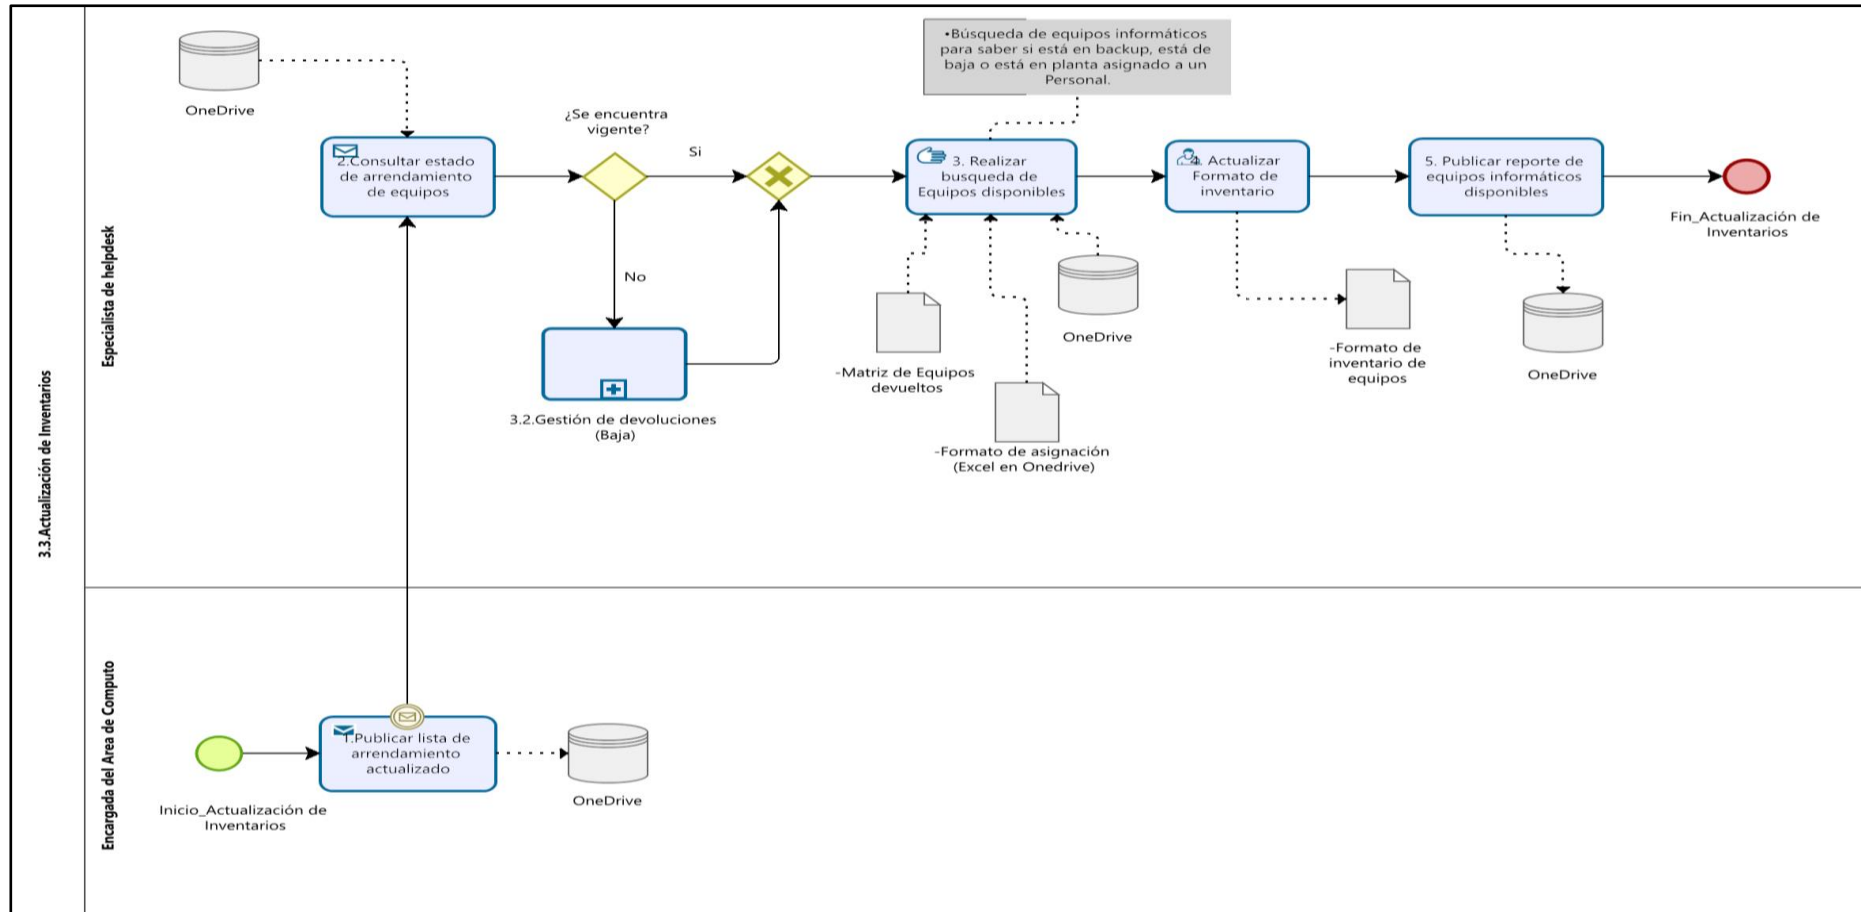 3.3.Actualización de Inventarios
Especialista de helpdesk
OneDrive
2.Consultar estado
de arrendamiento
de equipos
¿Se encuentra
vigente?
Si
No
3.2.Gestión de devoluciones
(Baja)
•Búsqueda de equipos informáticos
para saber si está en backup, está de
baja o está en planta asignado a un
Personal.
3. Realizar
busqueda de
Equipos disponibles
-Matriz de Equipos
devueltos
-Formato de asignación
(Excel en Onedrive)
OneDrive
4. Actualizar
Formato de
inventario
-Formato de
inventario de
equipos
5. Publicar reporte de
equipos informáticos
disponibles
OneDrive
Fin_Actualización de
Inventarios
Encargada del Area de Computo
Inicio_Actualización de
Inventarios
1.Publicar lista de
arrendamiento
actualizado
OneDrive